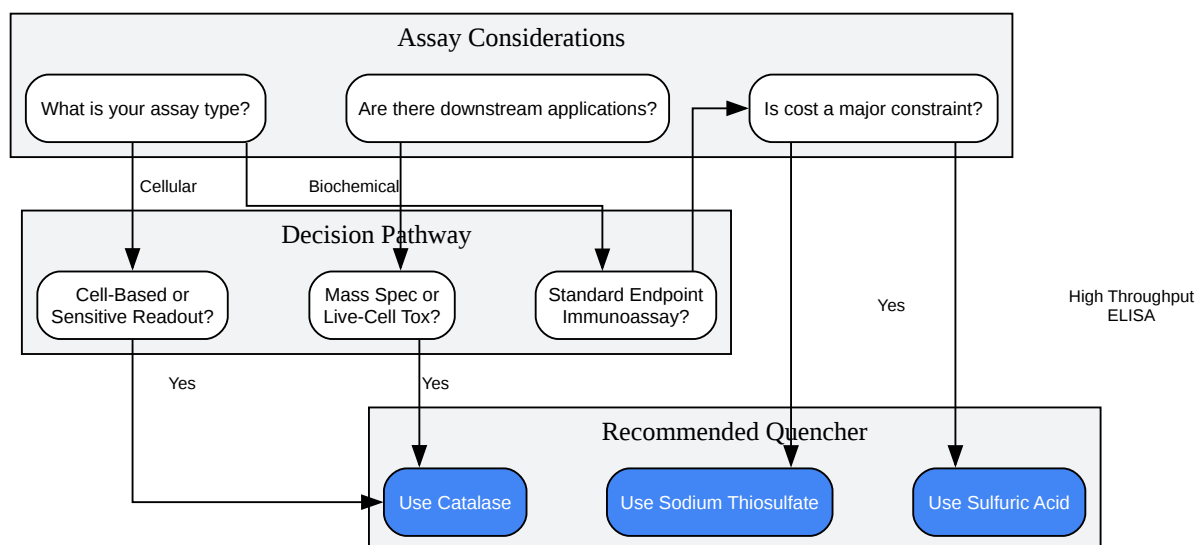 Assay Considerations
What is your assay type?
Are there downstream applications?
Is cost a major constraint?
Cellular
Biochemical
Decision Pathway
Cell-Based or
Sensitive Readout?
Mass Spec or
Live-Cell Tox?
Standard Endpoint
Immunoassay?
Yes
High Throughput
ELISA
Yes
Yes
Recommended Quencher
Use Catalase
Use Sodium Thiosulfate
Use Sulfuric Acid